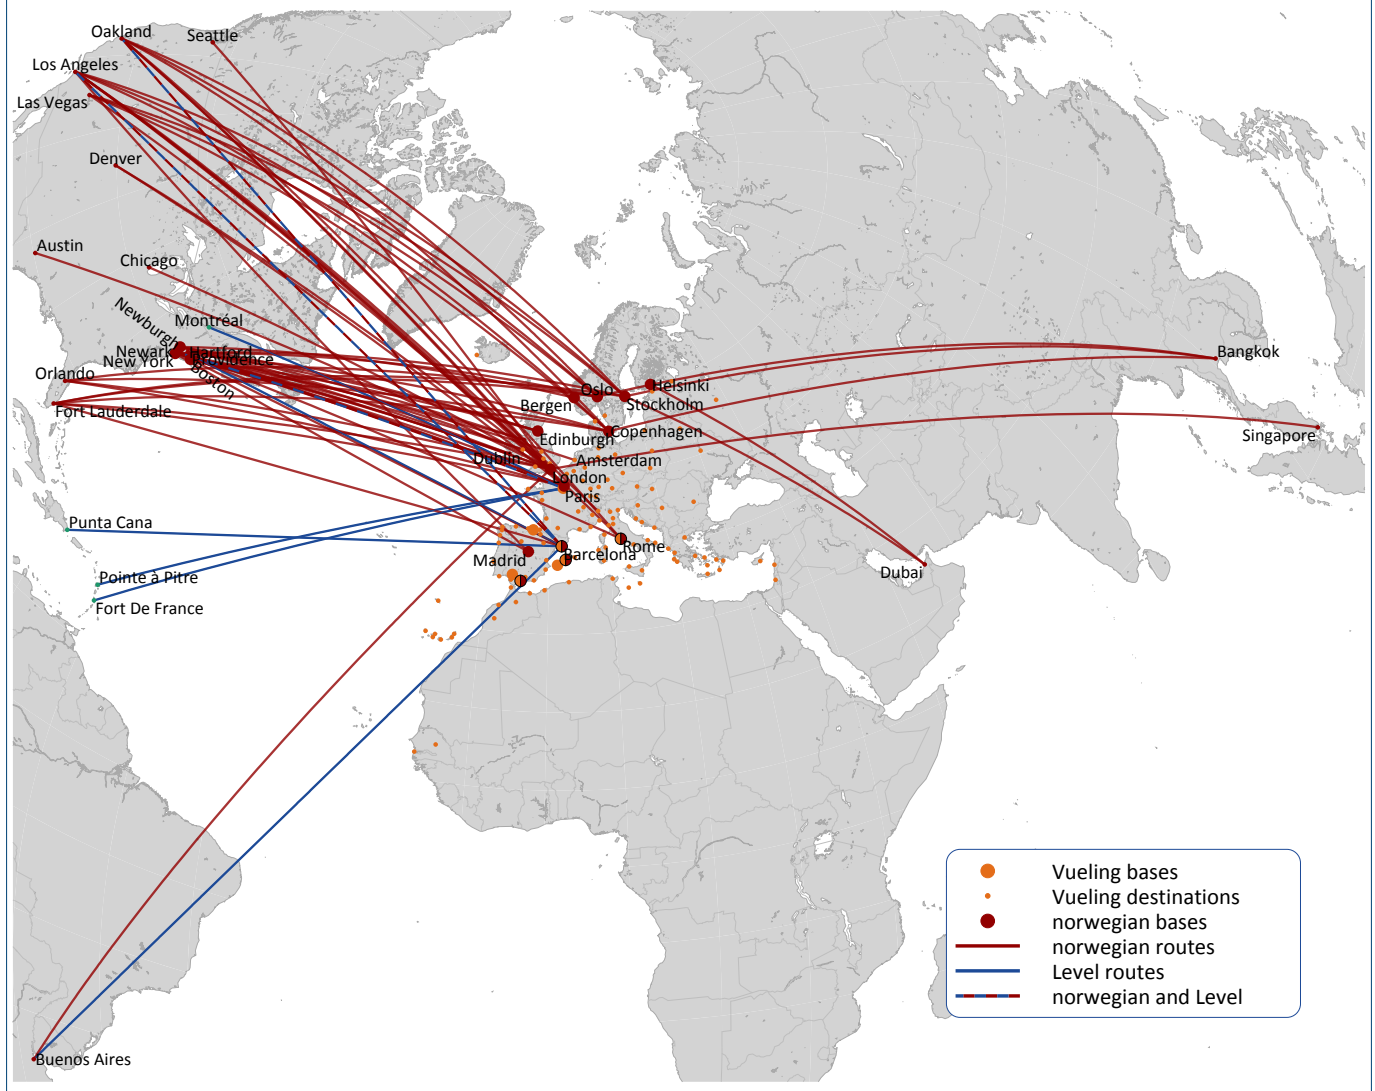 Oakland
Seattle
Los Angeles
Las Vegas
Denver
Austin
Chicago
Newburgh
Montréal
Newark
Hartford
New York
Providence
Boston
Orlando
Fort Lauderdale
Bergen
Oslo
Helsinki
Stockholm
Edinburgh
Copenhagen
Dublin
Amsterdam
London
Paris
Bangkok
Singapore
Punta Cana
Madrid
Barcelona
Rome
Dubai
Pointe à Pitre
Fort De France
Buenos Aires
Vueling bases
Vueling destinations
norwegian bases
norwegian routes
Level routes
norwegian and Level